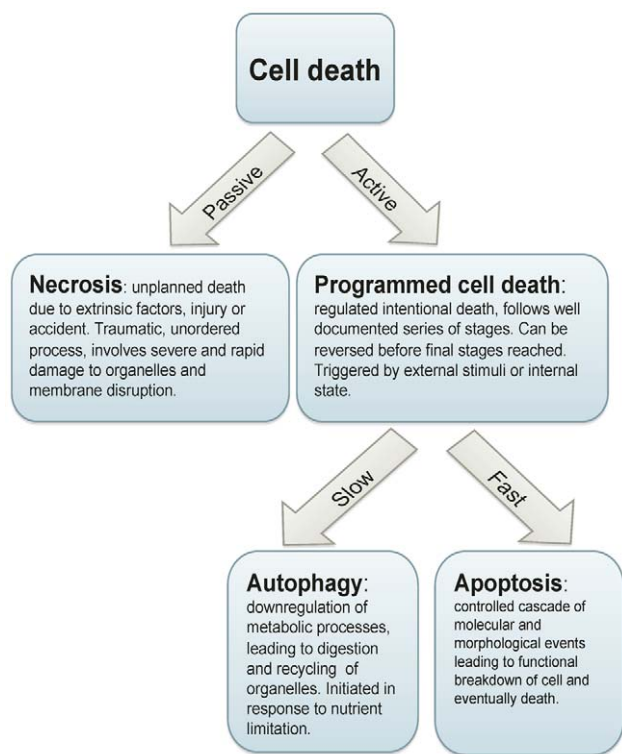 Cell death
Passive
Active
Necrosis: unplanned death
due to extrinsic factors, injury or
accident. Traumatic, unordered
process, involves severe and rapid
damage to organelles and
membrane disruption.
Programmed cell death:
regulated intentional death, follows well
documented series of stages. Can be
reversed before final stages reached.
Triggered by external stimuli or internal
state.
Slow
Fast
Autophagy:
downregulation of
metabolic processes,
leading to digestion
and recycling of
organelles. Initiated in
response to nutrient
limitation.
Apoptosis:
controlled cascade of
molecular and
morphological events
leading to functional
breakdown of cell and
eventually death.